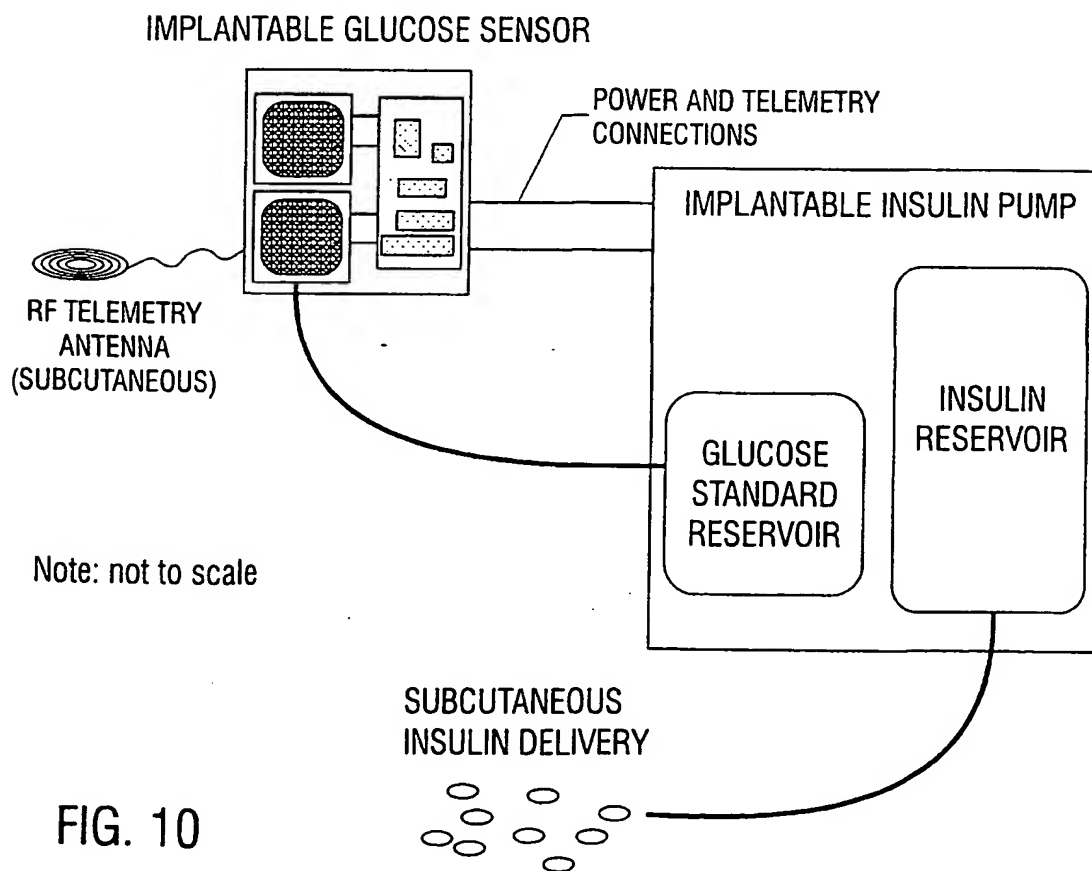 IMPLANTABLE GLUCOSE SENSOR
POWER AND TELEMETRY
CONNECTIONS
IMPLANTABLE INSULIN PUMP
RF TELEMETRY
ANTENNA
(SUBCUTANEOUS)
INSULIN
RESERVOIR
GLUCOSE
STANDARD
RESERVOIR
Note: not to scale
SUBCUTANEOUS
INSULIN DELIVERY
FIG. 10